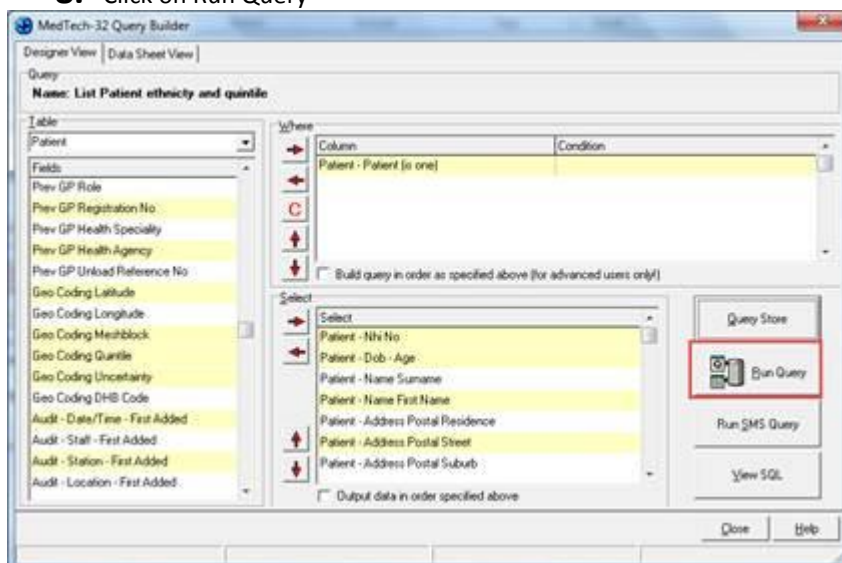 Click on Run Query
MedTech-32 Query Builder
Designer View
Data Sheet View
Query
Name: List Patient ethnicty and quintile
Table
Patient
Fields
Prev GP Role
Prev GP Registration No
Prev GP Health Speciality
Prev GP Health Agency
Prev GP Unload Reference No
Geo Coding Latitude
Geo Coding Longitude
Geo Coding Meshblock
Geo Coding Quintile
Geo Coding Uncertainty
Geo Coding DHB Code
Audit - Date/Time - First Added
Audit - Staff - First Added
Audit - Station - First Added
Audit - Location - First Added
Where
Column
Condition
Patient - Patient (is one)
C
Build query in order as specified above (for advanced users only!)
Select
Select
Patient - Nhi No
Patient - Dob - Age
Patient - Name Surname
Patient - Name First Name
Patient - Address Postal Residence
Patient - Address Postal Street
Patient - Address Postal Suburb
Output data in order specified above
Query Store
Run Query
Run SMS Query
View SQL
Close
Help